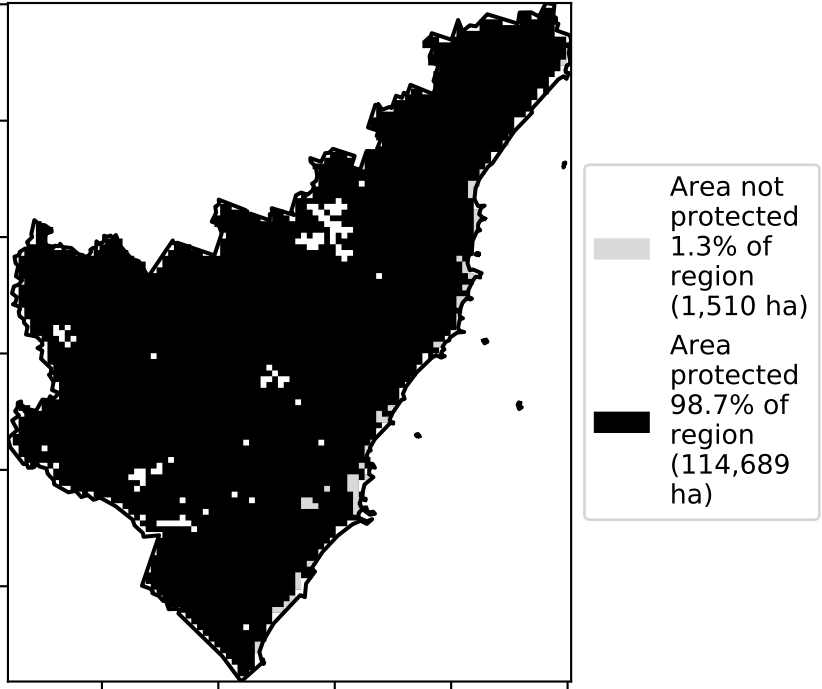 Area not
protected
1.3% of
region
(1,510 ha)
Area
protected
98.7% of
region
(114,689
ha)